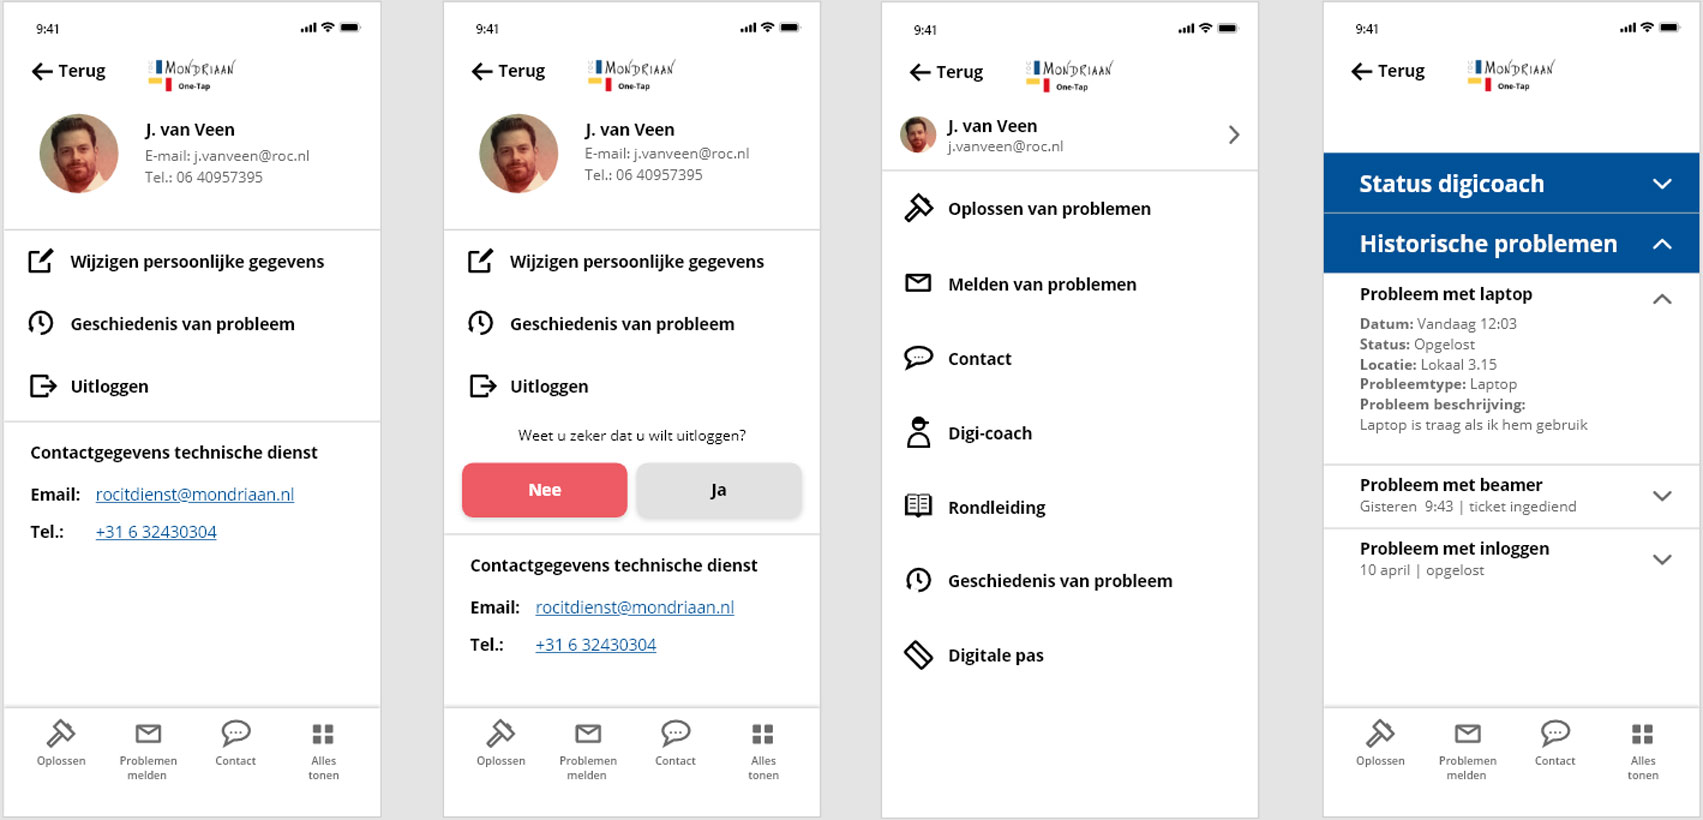 9:41
Terug
roc MONDRIAAN
One-Tap
J. van Veen
E-mail: j.vanveen@roc.nl
Tel.: 06 40957395
Wijzigen persoonlijke gegevens
Geschiedenis van probleem
Uitloggen
Contactgegevens technische dienst
Email: rocitdienst@mondriaan.nl
Tel.: +31 6 32430304
Oplossen
Problemen
melden
Contact
Alles
tonen
9:41
Terug
roc MONDRIAAN
One-Tap
J. van Veen
E-mail: j.vanveen@roc.nl
Tel.: 06 40957395
Wijzigen persoonlijke gegevens
Geschiedenis van probleem
Uitloggen
Weet u zeker dat u wilt uitloggen?
Nee
Ja
Contactgegevens technische dienst
Email: rocitdienst@mondriaan.nl
Tel.: +31 6 32430304
Oplossen
Problemen
melden
Contact
Alles
tonen
9:41
Terug
roc MONDRIAAN
One-Tap
J. van Veen
j.vanveen@roc.nl
Oplossen van problemen
Melden van problemen
Contact
Digi-coach
Rondleiding
Geschiedenis van probleem
Digitale pas
9:41
Terug
roc MONDRIAAN
One-Tap
Status digicoach
Historische problemen
Probleem met laptop
Datum: Vandaag 12:03
Status: Opgelost
Locatie: Lokaal 3.15
Probleemtype: Laptop
Probleem beschrijving:
Laptop is traag als ik hem gebruik
Probleem met beamer
Gisteren 9:43 | ticket ingediend
Probleem met inloggen
10 april | opgelost
Oplossen
Problemen
melden
Contact
Alles
tonen